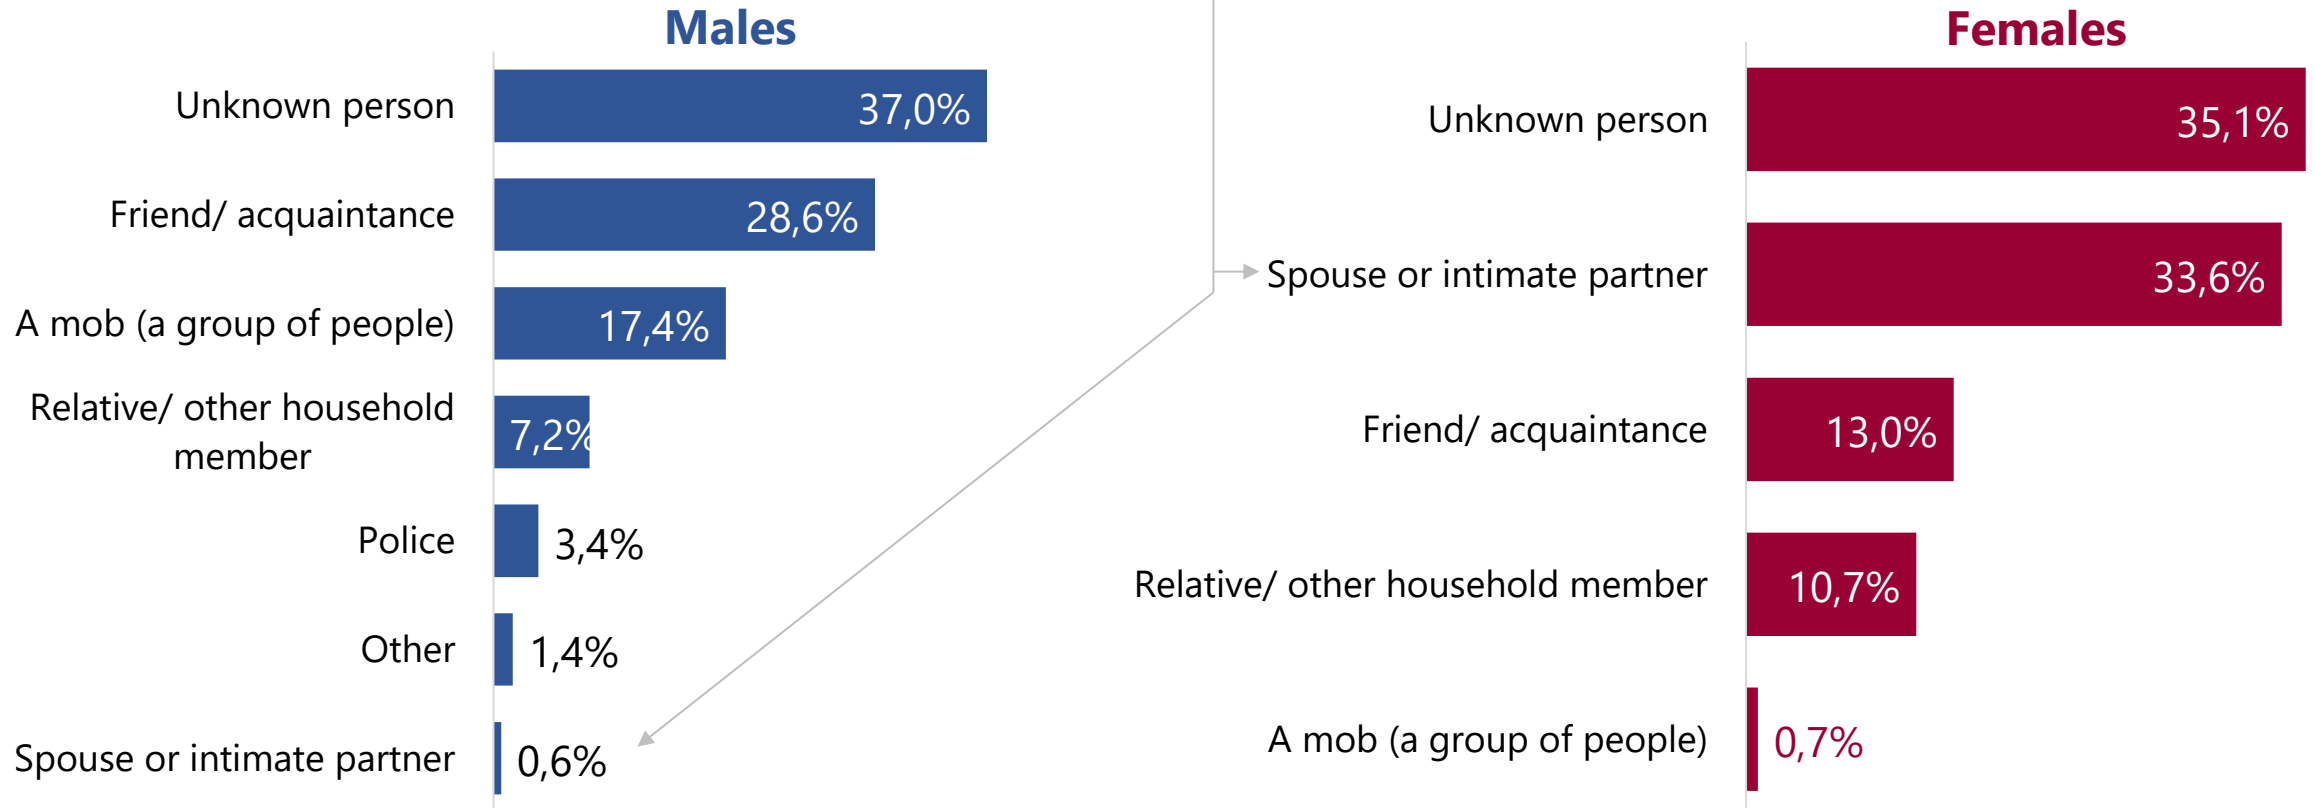 Males
Unknown person
37,0%
Friend/ acquaintance
28,6%
A mob (a group of people)
17,4%
Relative/ other household
member
7,2%
Police
3,4%
Other
1,4%
Spouse or intimate partner
0,6%
Females
Unknown person
35,1%
Spouse or intimate partner
33,6%
Friend/ acquaintance
13,0%
Relative/ other household member
10,7%
A mob (a group of people)
0,7%